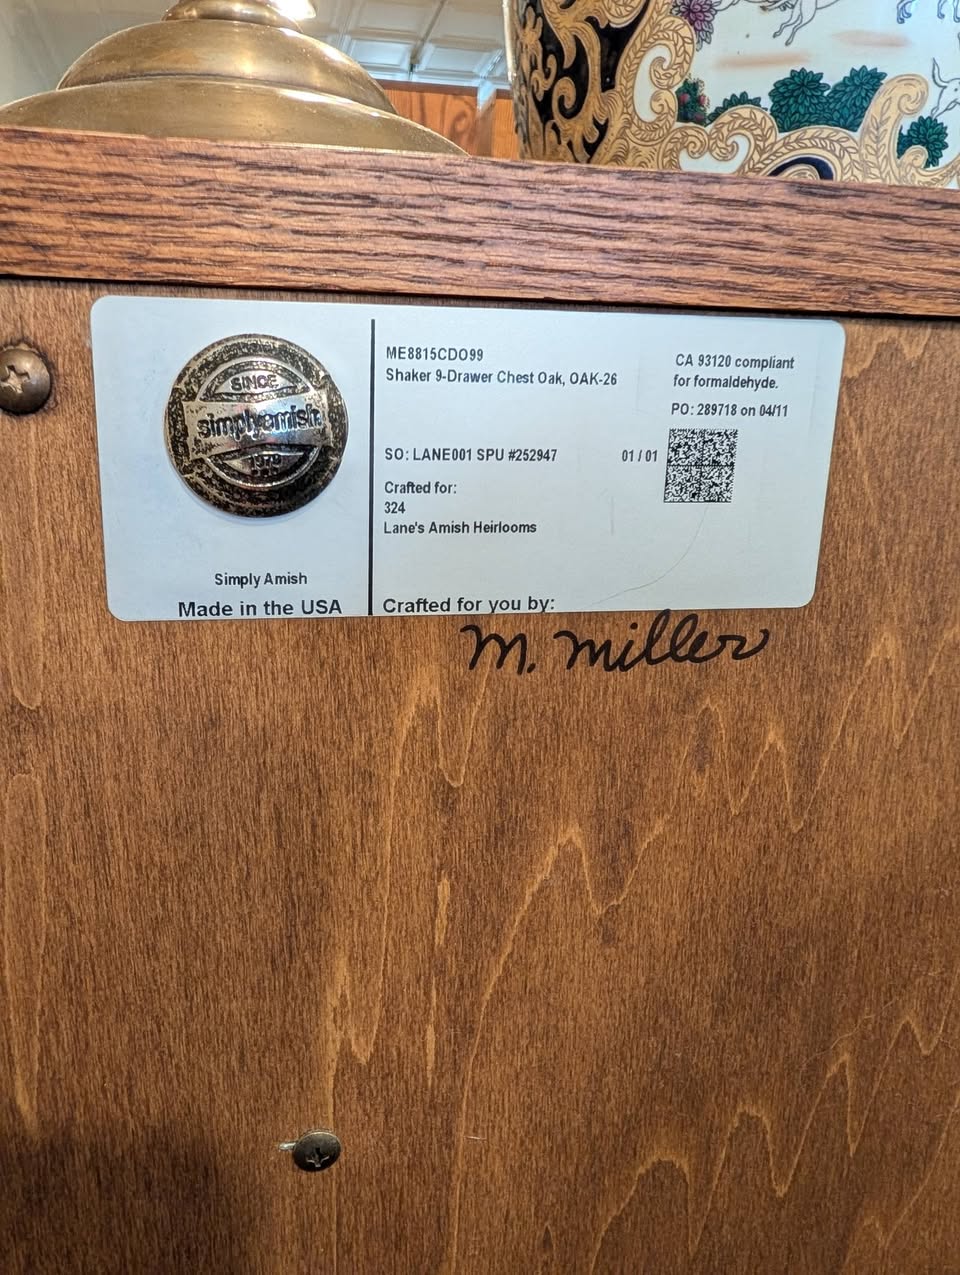 SINCE
simplyamish
1979
Simply Amish
Made in the USA
ME8815CDO99
Shaker 9-Drawer Chest Oak, OAK-26
SO: LANE001 SPU #252947
01 / 01
Crafted for:
324
Lane's Amish Heirlooms
CA 93120 compliant
for formaldehyde.
PO: 289718 on 04/11
Crafted for you by:
M. Miller